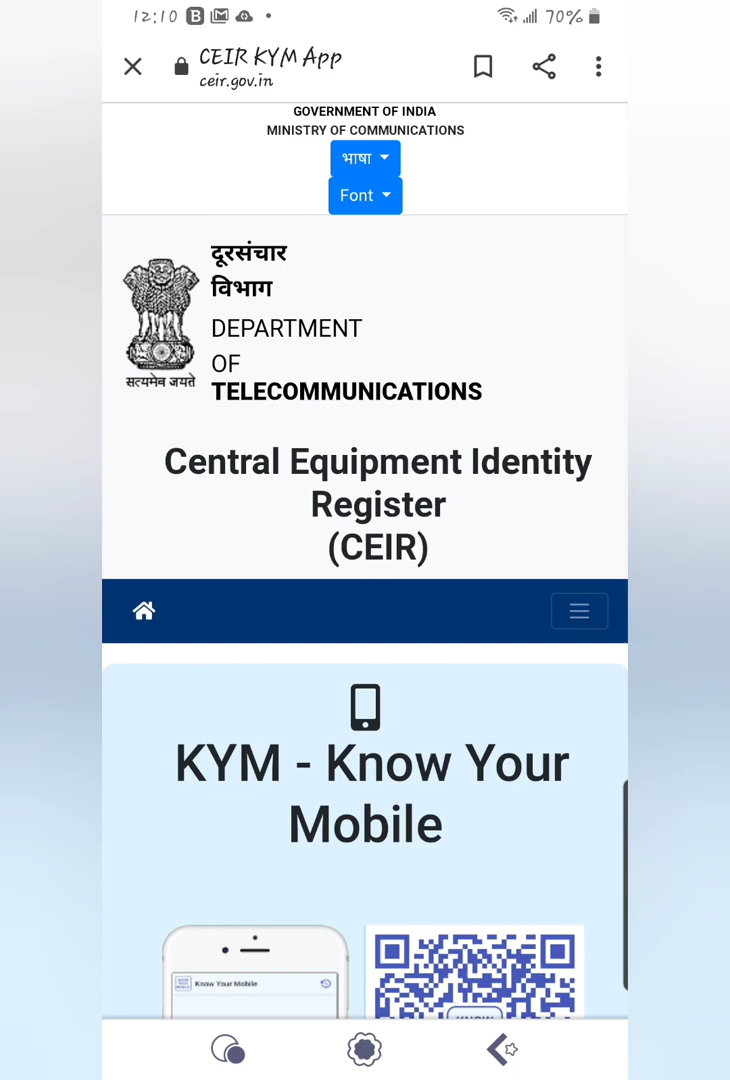 12:10
70%
CEIR KYM App
ceir.gov.in
GOVERNMENT OF INDIA
MINISTRY OF COMMUNICATIONS
भाषा
Font
दूरसंचार
विभाग
DEPARTMENT
OF
TELECOMMUNICATIONS
सत्यमेव जयते
Central Equipment Identity
Register
(CEIR)
KYM - Know Your
Mobile
Know Your Mobile
KNOW